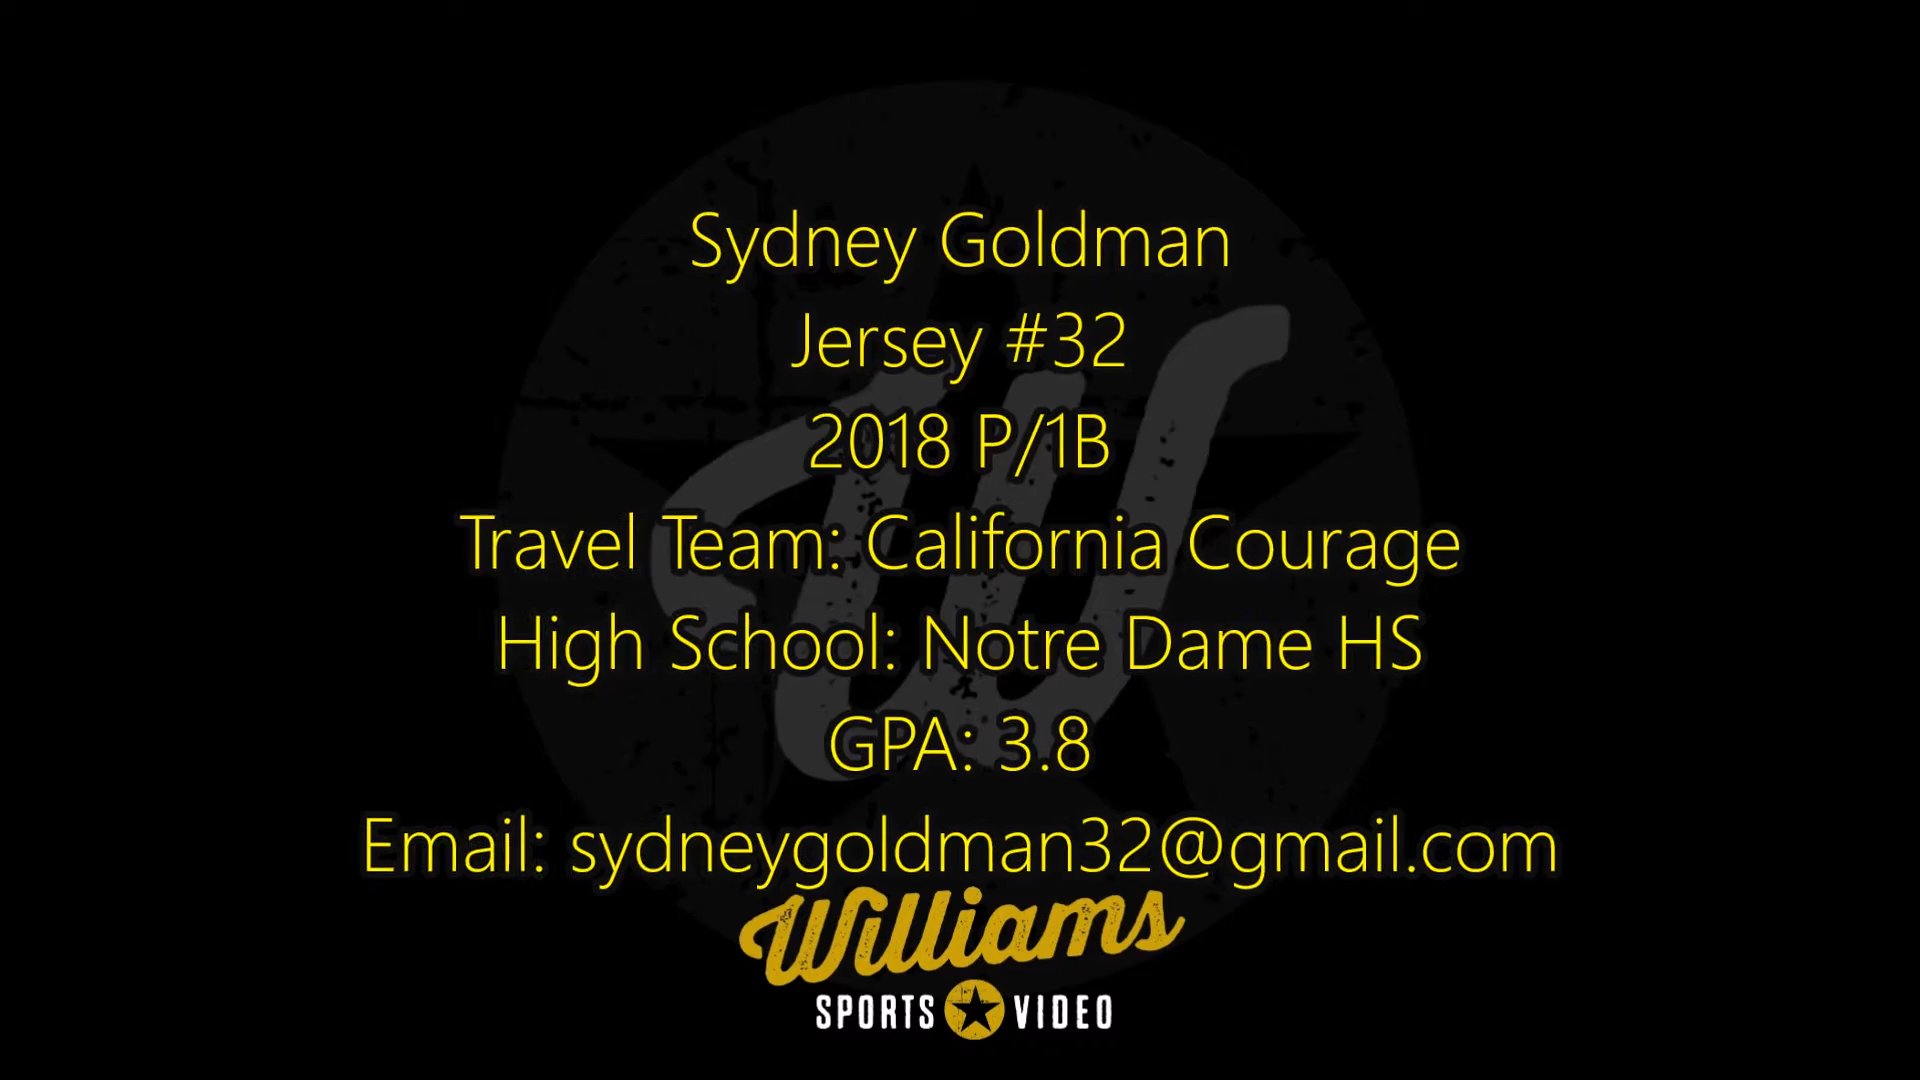 Sydney Goldman
Jersey #32
2018 P/1B
Travel Team: California Courage
High School: Notre Dame HS
GPA: 3.8
Email: sydneygoldman32@gmail.com
Williams
SPORTS VIDEO